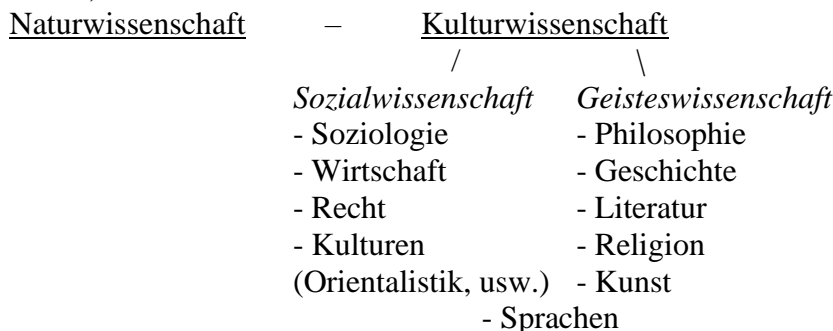 Naturwissenschaft – Kulturwissenschaft
/ \
Sozialwissenschaft Geisteswissenschaft
- Soziologie - Philosophie
- Wirtschaft - Geschichte
- Recht - Literatur
- Kulturen - Religion
(Orientalistik, usw.) - Kunst
- Sprachen